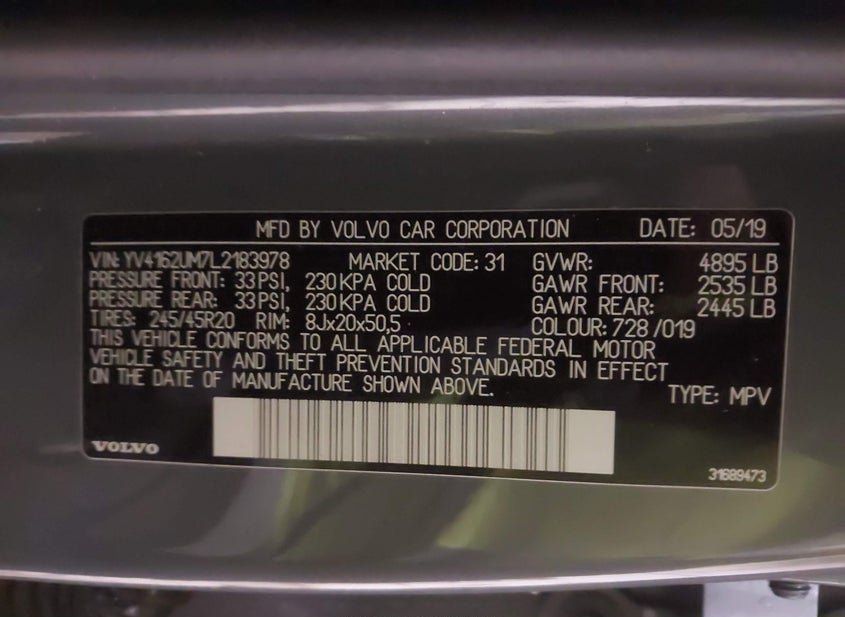 MFD BY VOLVO CAR CORPORATION DATE: 05/19
VIN: YV4162UM7L2183978 MARKET CODE: 31 GVWR: 4895 LB
PRESSURE FRONT: 33 PSI, 230 KPA COLD GAWR FRONT: 2535 LB
PRESSURE REAR: 33 PSI, 230 KPA COLD GAWR REAR: 2445 LB
TIRES: 245/45R20 RIM: 8Jx20x50,5 COLOUR: 728 /019
THIS VEHICLE CONFORMS TO ALL APPLICABLE FEDERAL MOTOR
VEHICLE SAFETY AND THEFT PREVENTION STANDARDS IN EFFECT
ON THE DATE OF MANUFACTURE SHOWN ABOVE. TYPE: MPV
VOLVO 31689473